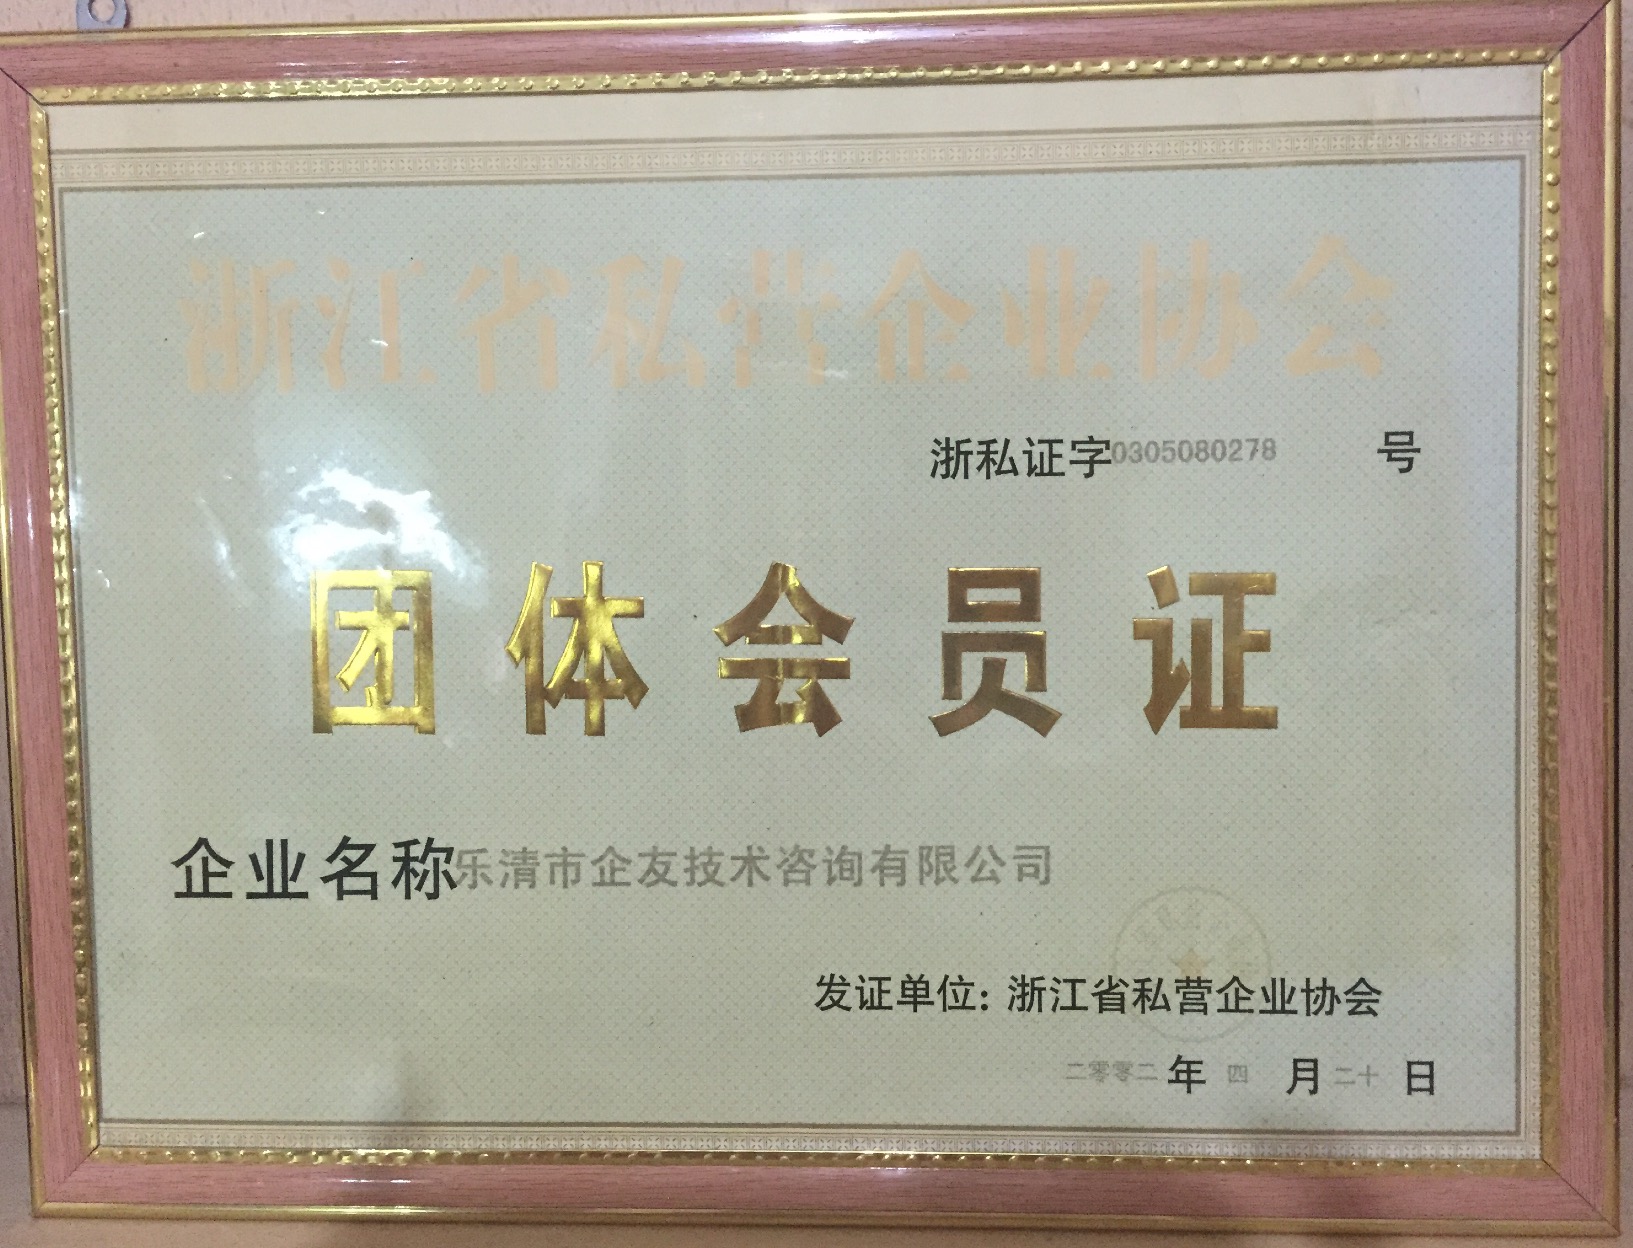 浙江省私营企业协会
浙私证字0305080278 号
团体会员证
企业名称乐清市企友技术咨询有限公司
发证单位: 浙江省私营企业协会
二零零二 年 四 月 二十 日